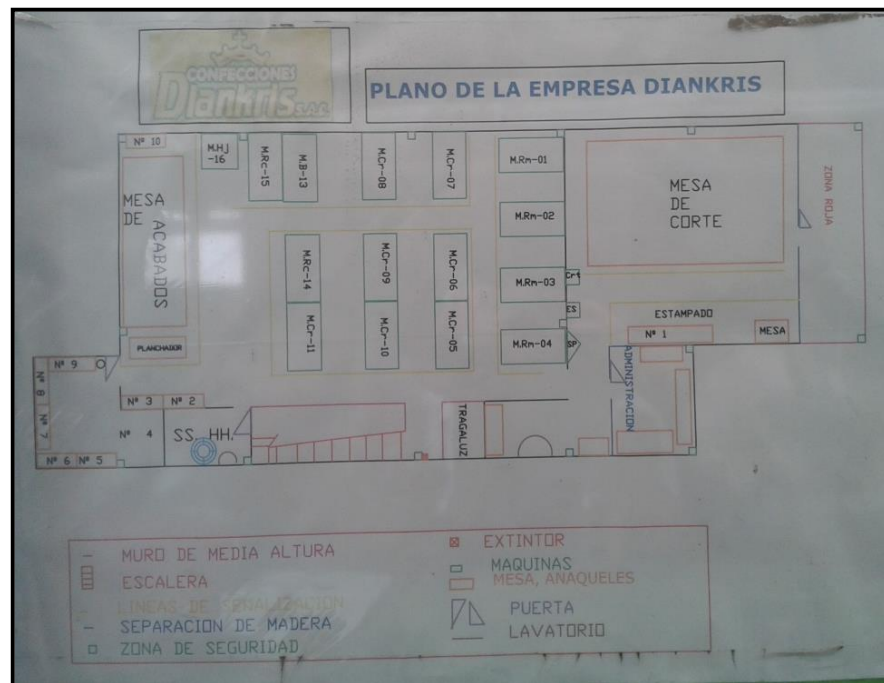 CONFECCIONES
Diankris S.A.C.
PLANO DE LA EMPRESA DIANKRIS
Nº 10
M.HJ
-16
M.Rc-15
M.B-13
M.Cr-08
M.Cr-07
M.Rm-01
MESA
DE
CORTE
ZONA ROJA
MESA
DE
ACABADOS
M.Rm-02
M.Rc-14
M.Cr-09
M.Cr-06
M.Rm-03
ES
ESTAMPADO
Nº 1
MESA
PLANCHADOR
M.Cr-11
M.Cr-10
M.Cr-05
M.Rm-04
SP
ADMINISTRACION
Nº 9
Nº 8
Nº 7
Nº 3
Nº 2
Nº 4
SS. HH.
TRAGALUZ
Nº 6
Nº 5
MURO DE MEDIA ALTURA
ESCALERA
LINEAS DE SEÑALIZACION
SEPARACION DE MADERA
ZONA DE SEGURIDAD
EXTINTOR
MAQUINAS
MESA, ANAQUELES
PUERTA
LAVATORIO